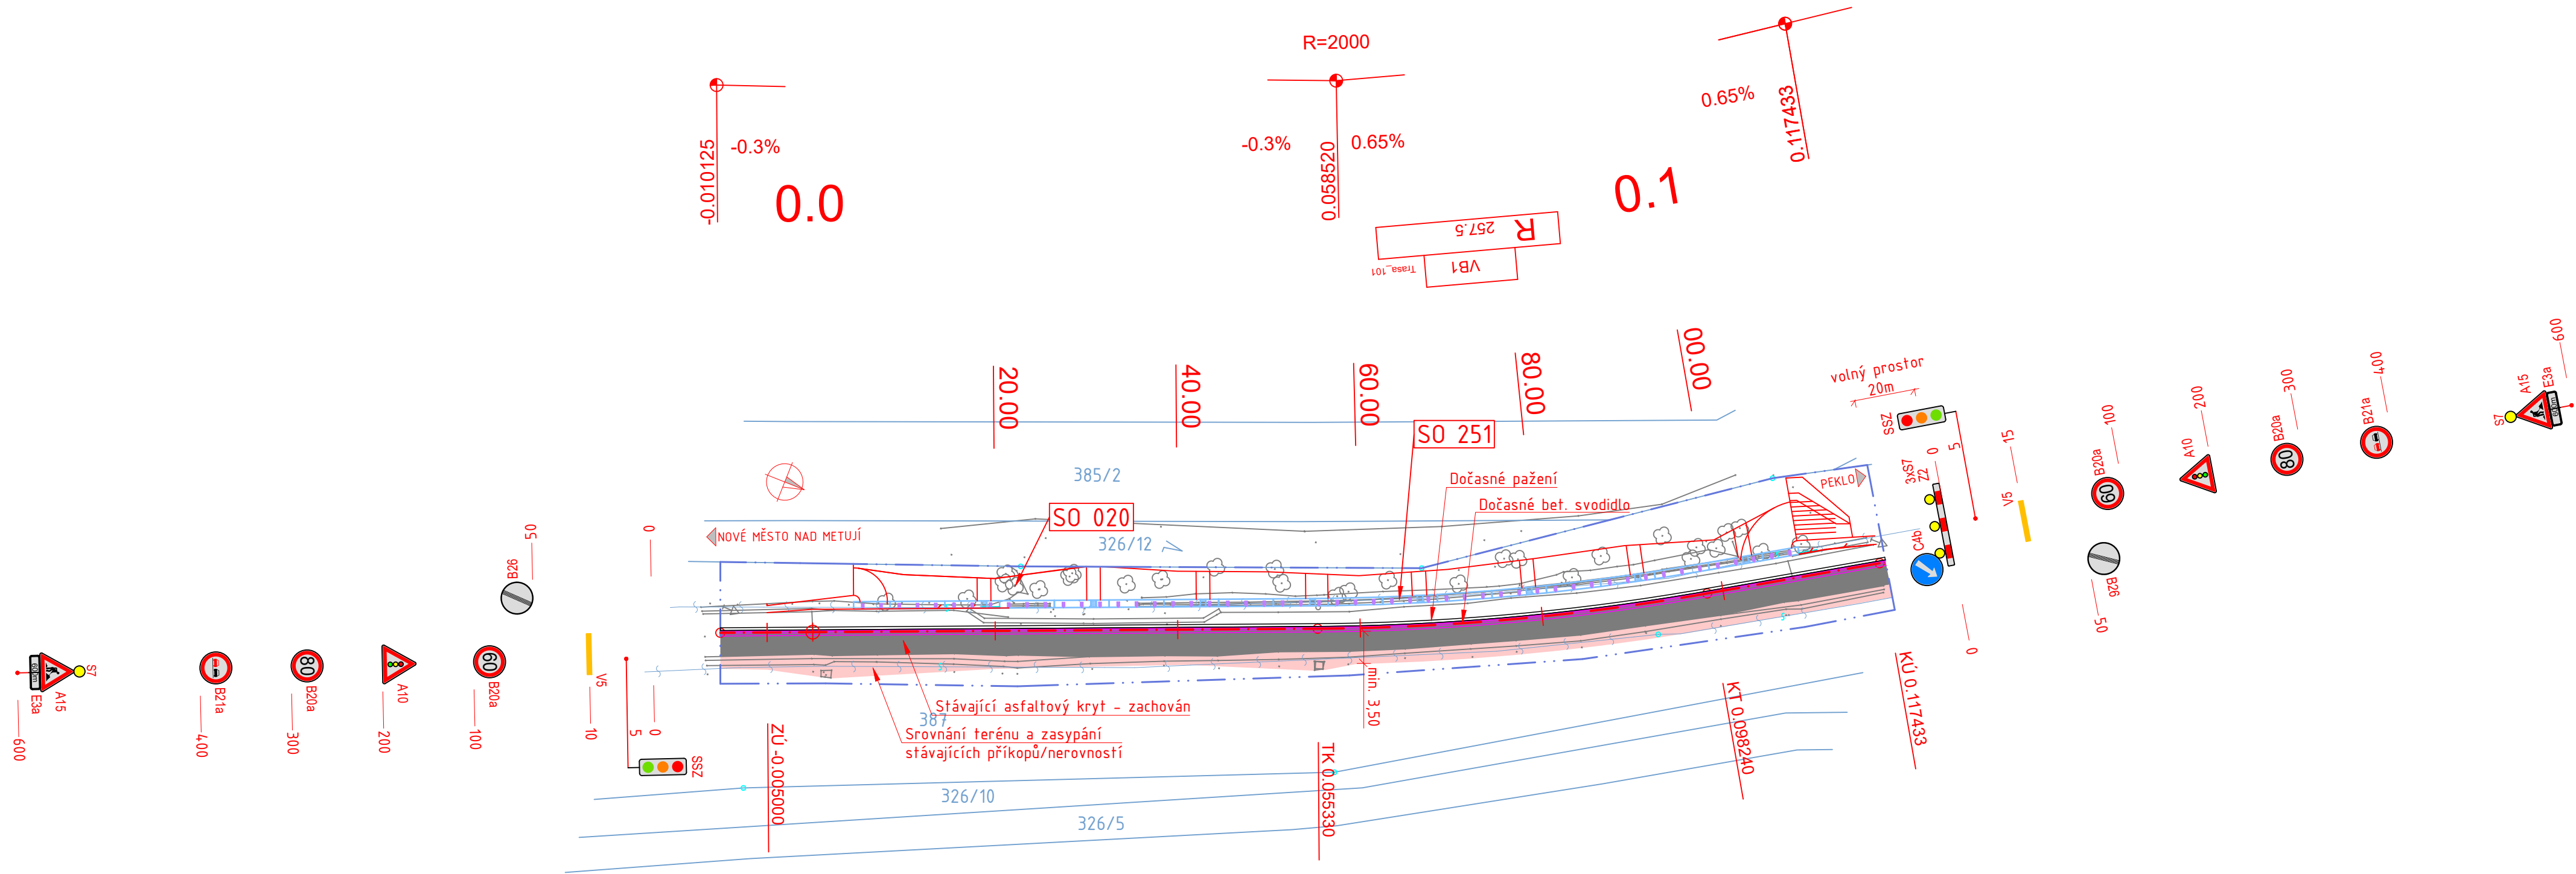 R=2000
-0.010125
-0.3%
0.0
-0.3%
0.058520
0.65%
0.65%
0.117433
0.1
R 257.5
VB1
Trasa_101
20.00
40.00
60.00
80.00
00.00
SO 251
385/2
SO 020
326/12
Dočasné pažení
Dočasné bet. svodidlo
NOVÉ MĚSTO NAD METUJÍ
PEKLO
volný prostor
20m
SSZ
0
5
3xS7
Z2
C4b
0
15
V5
100
B20a
60
B26
50
200
A10
300
B20a
80
400
B21a
600
E3a
A15
600m
S7
600
E3a
A15
600m
S7
400
B21a
300
B20a
80
200
A10
100
B20a
60
B26
50
0
V5
10
5
0
SSZ
Stávající asfaltový kryt - zachován
387
Srovnání terénu a zasypání
stávajících příkopů/nerovností
min. 3,50
ZÚ -0.005000
TK 0.055330
KT 0.098240
KÚ 0.117433
326/10
326/5